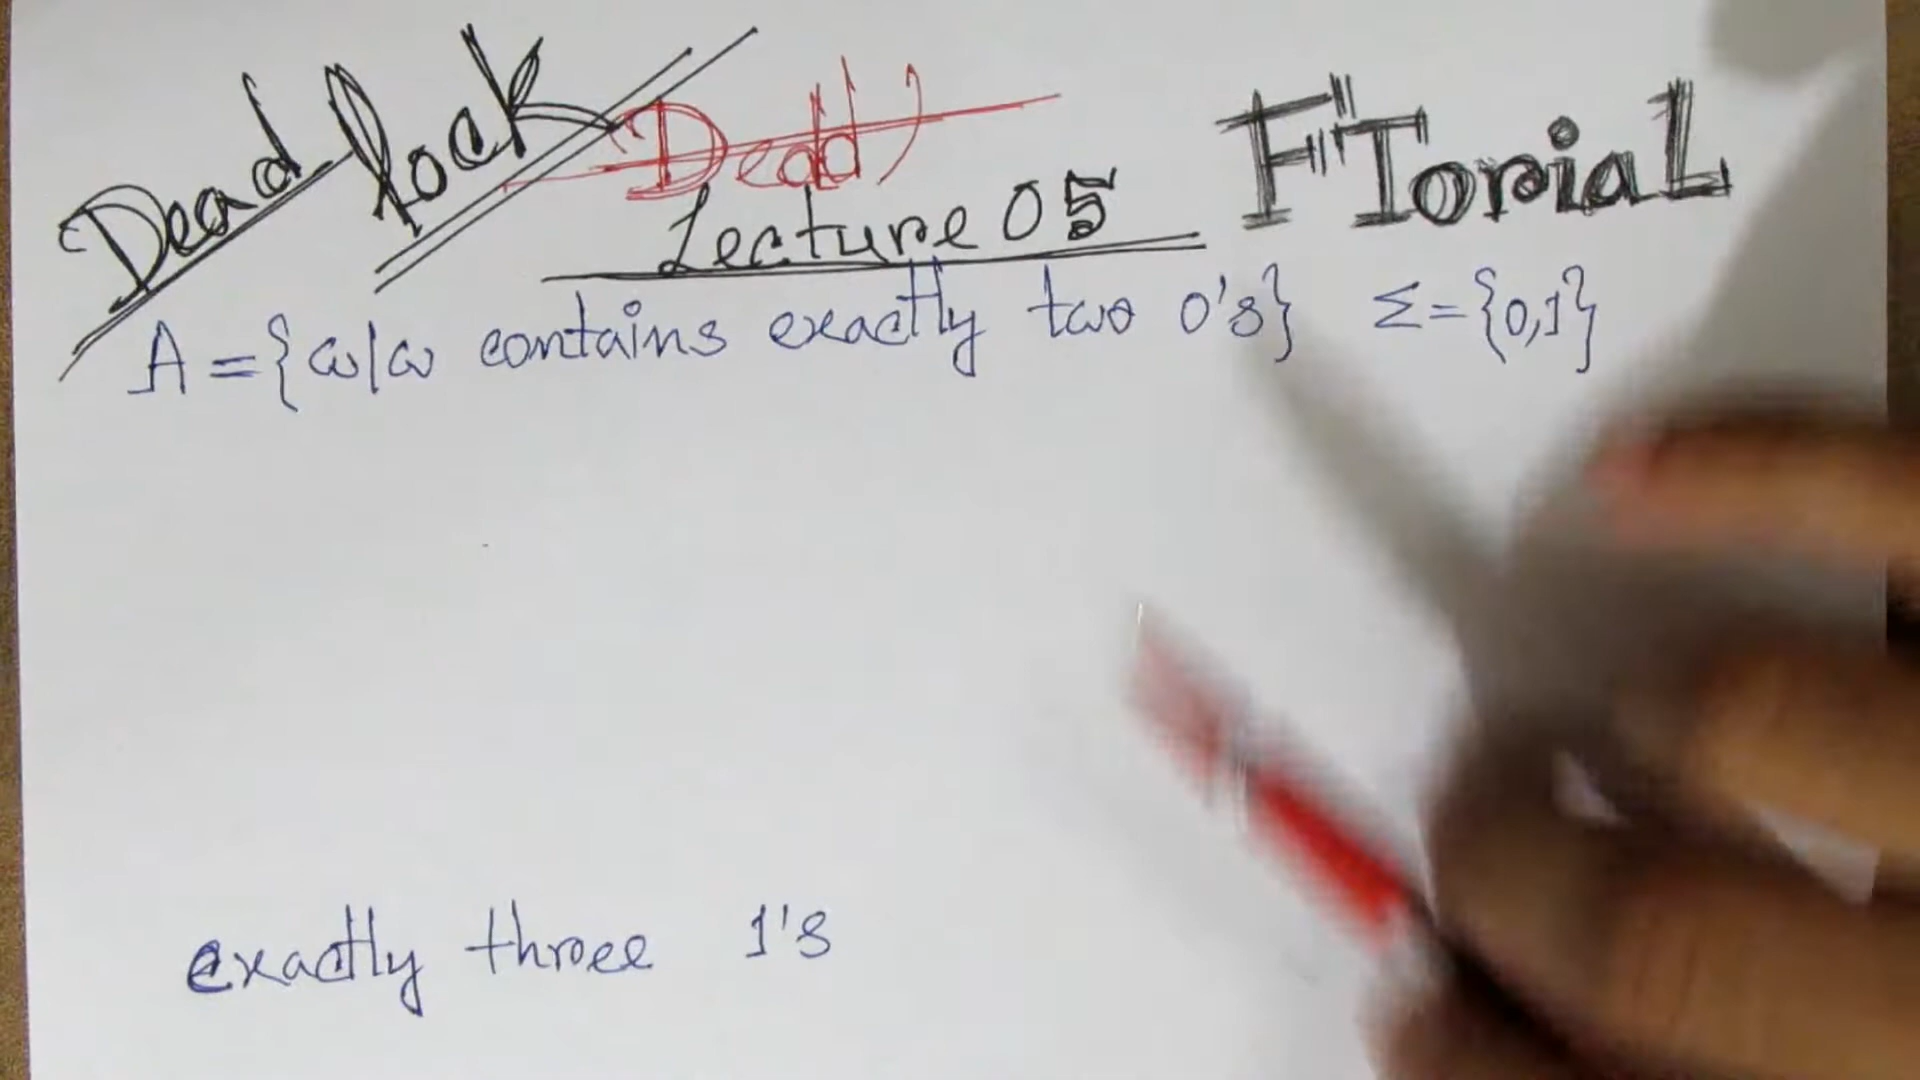 Dead lock
Dead
Lecture 05
FTorial
A = {ω/ω contains exactly two 0's} Σ = {0,1}
exactly three 1's